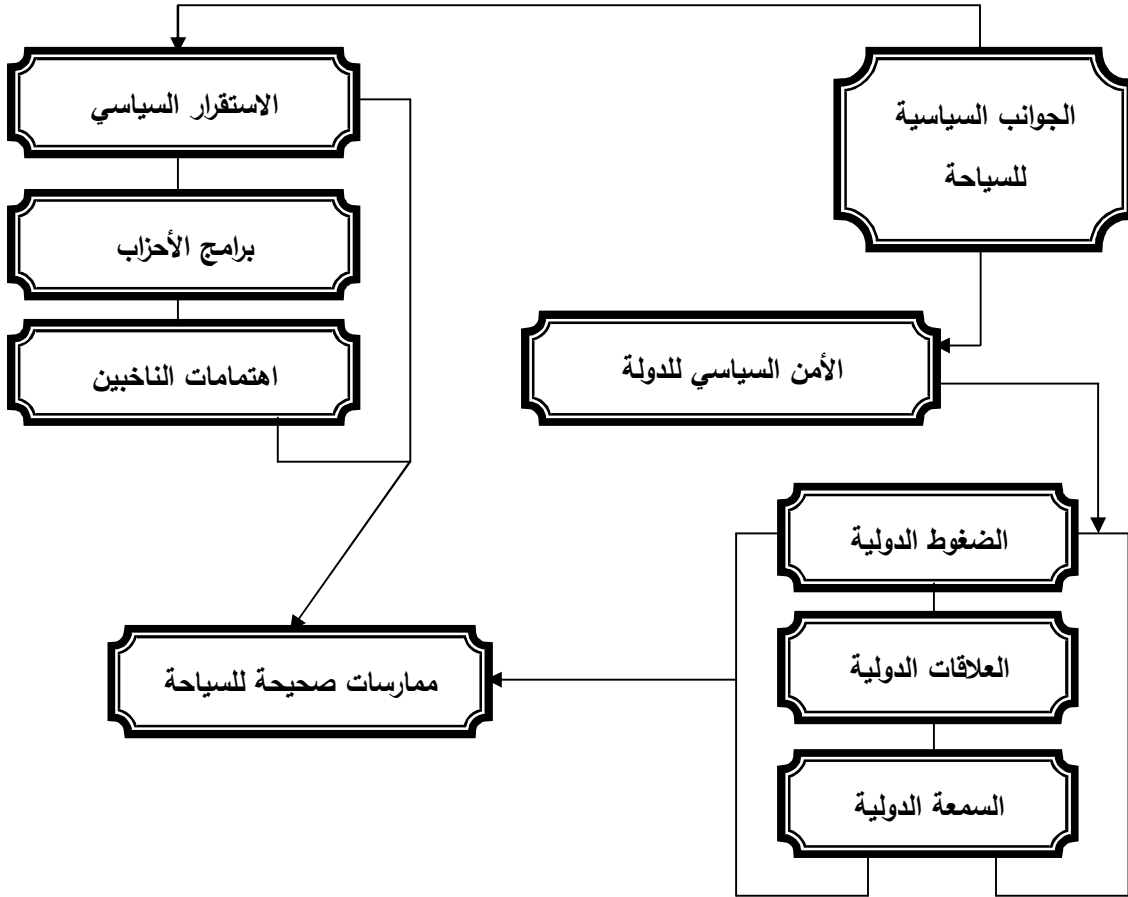 الجوانب السياسية
للسياحة
الاستقرار السياسي
برامج الأحزاب
اهتمامات الناخبين
الأمن السياسي للدولة
الضغوط الدولية
العلاقات الدولية
السمعة الدولية
ممارسات صحيحة للسياحة